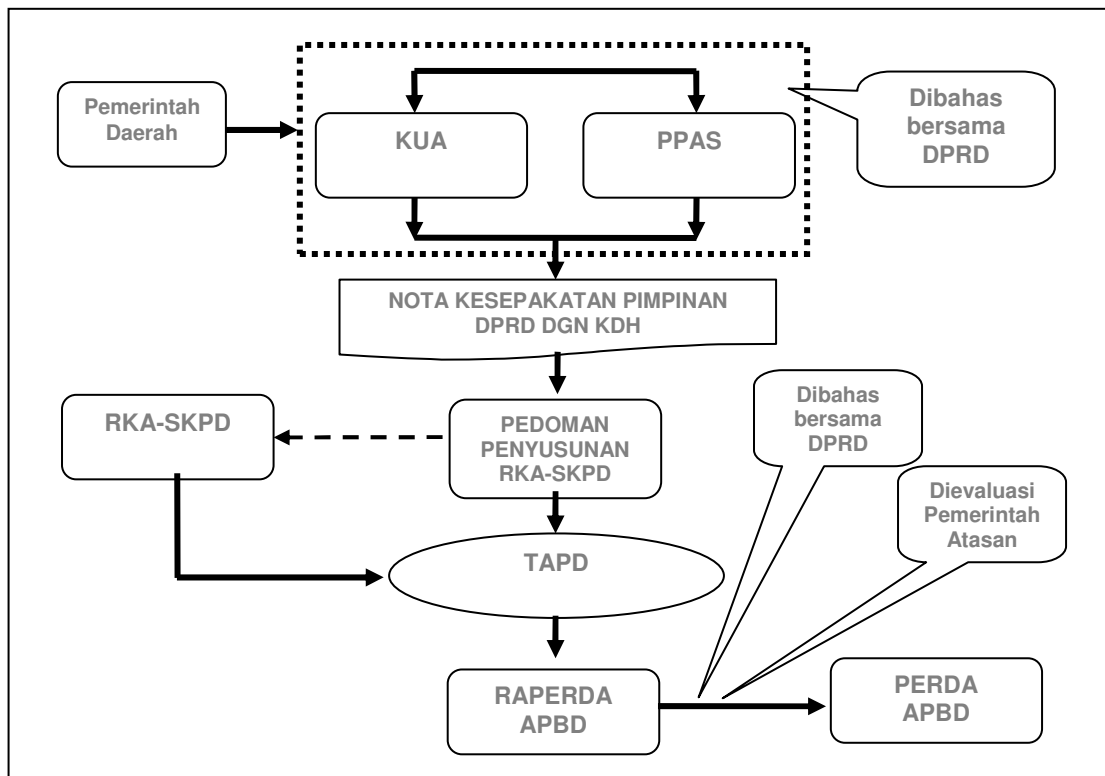 Pemerintah
Daerah
KUA
PPAS
Dibahas
bersama
DPRD
NOTA KESEPAKATAN PIMPINAN
DPRD DGN KDH
RKA-SKPD
PEDOMAN
PENYUSUNAN
RKA-SKPD
Dibahas
bersama
DPRD
Dievaluasi
Pemerintah
Atasan
TAPD
RAPERDA
APBD
PERDA
APBD